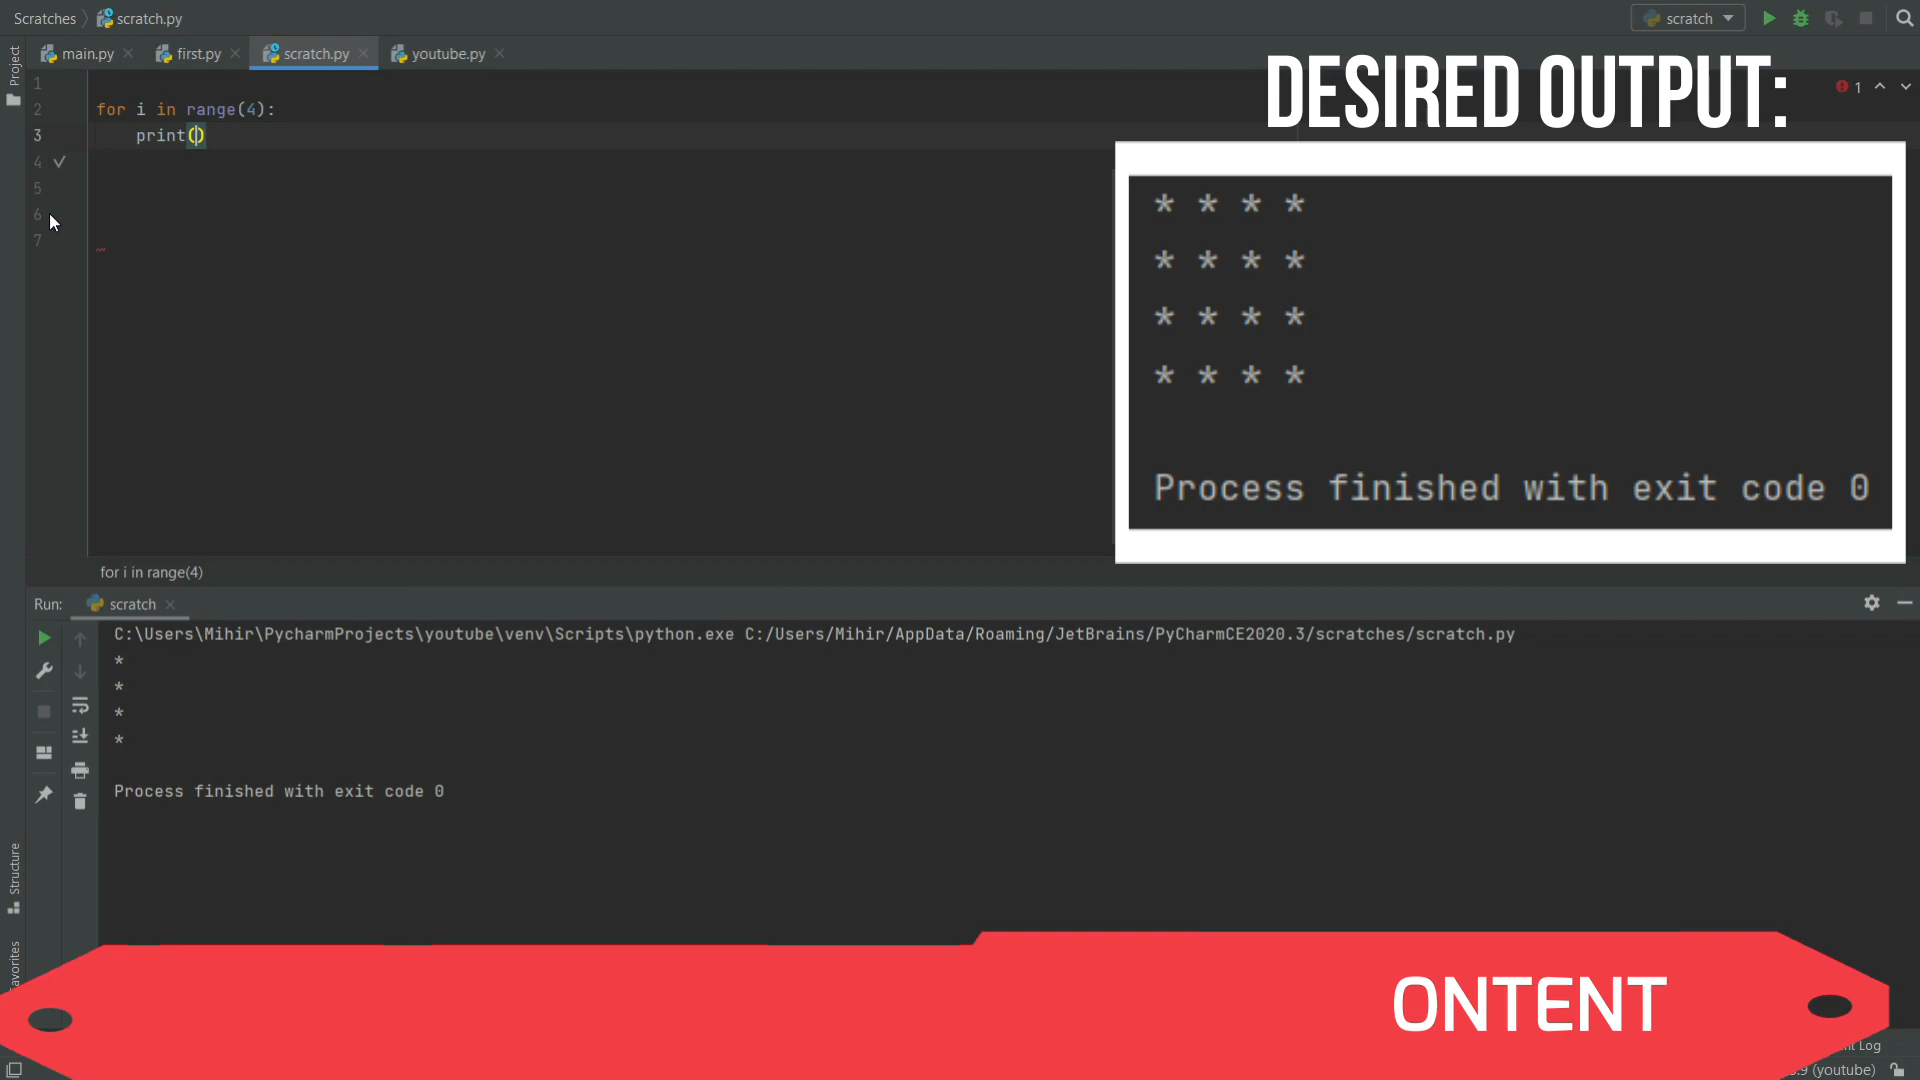 Scratches scratch.py
scratch
main.py first.py scratch.py youtube.py
Project
DESIRED OUTPUT:
1
1
2 for i in range(4):
3 print()
4
5
6
7
* * * *
* * * *
* * * *
* * * *
Process finished with exit code 0
for i in range(4)
Run: scratch
C:\Users\Mihir\PycharmProjects\youtube\venv\Scripts\python.exe C:/Users/Mihir/AppData/Roaming/JetBrains/PyCharmCE2020.3/scratches/scratch.py
*
*
*
*
Process finished with exit code 0
Structure
avorites
ONTENT
Log
.9 (youtube)